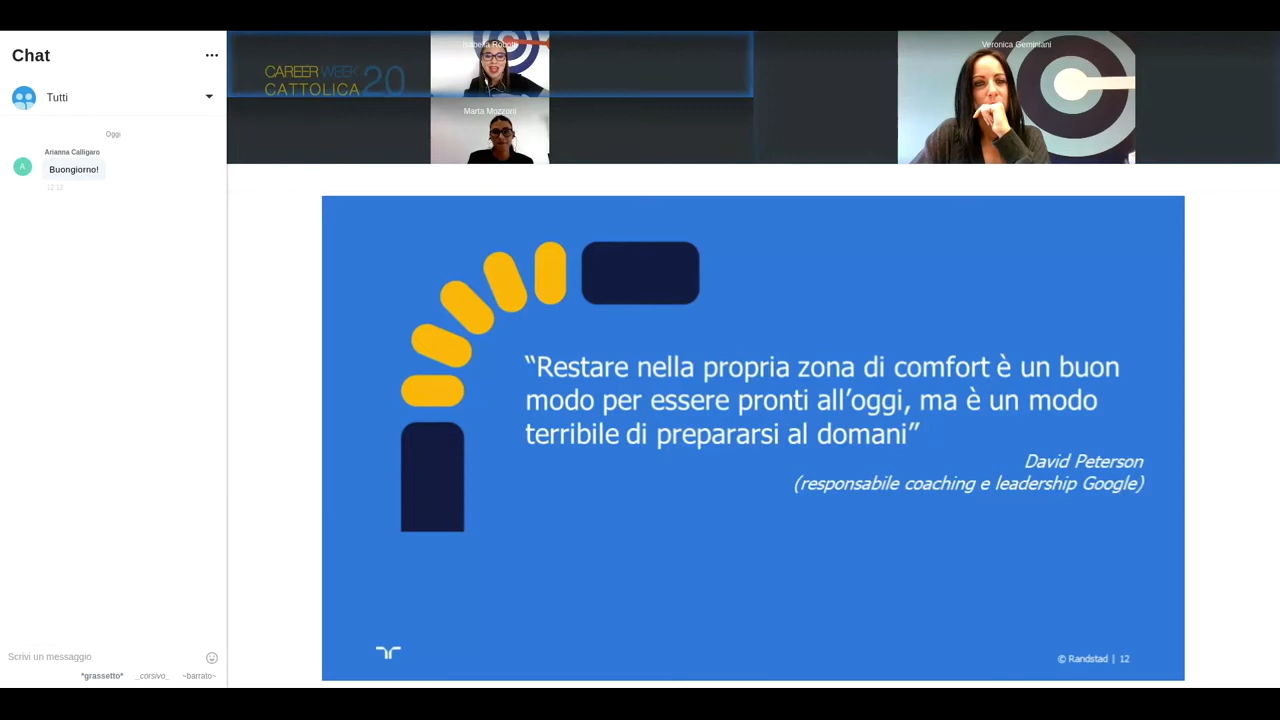 Chat
Tutti
Oggi
Arianna Calligaro
A
Buongiorno!
12:12
Scrivi un messaggio
*grassetto* _corsivo_ ~barrato~
CAREER WEEK 20
CATTOLICA
Marta Mozzoni
Veronica Geminiani
“Restare nella propria zona di comfort è un buon
modo per essere pronti all’oggi, ma è un modo
terribile di prepararsi al domani”
David Peterson
(responsabile coaching e leadership Google)
© Randstad | 12